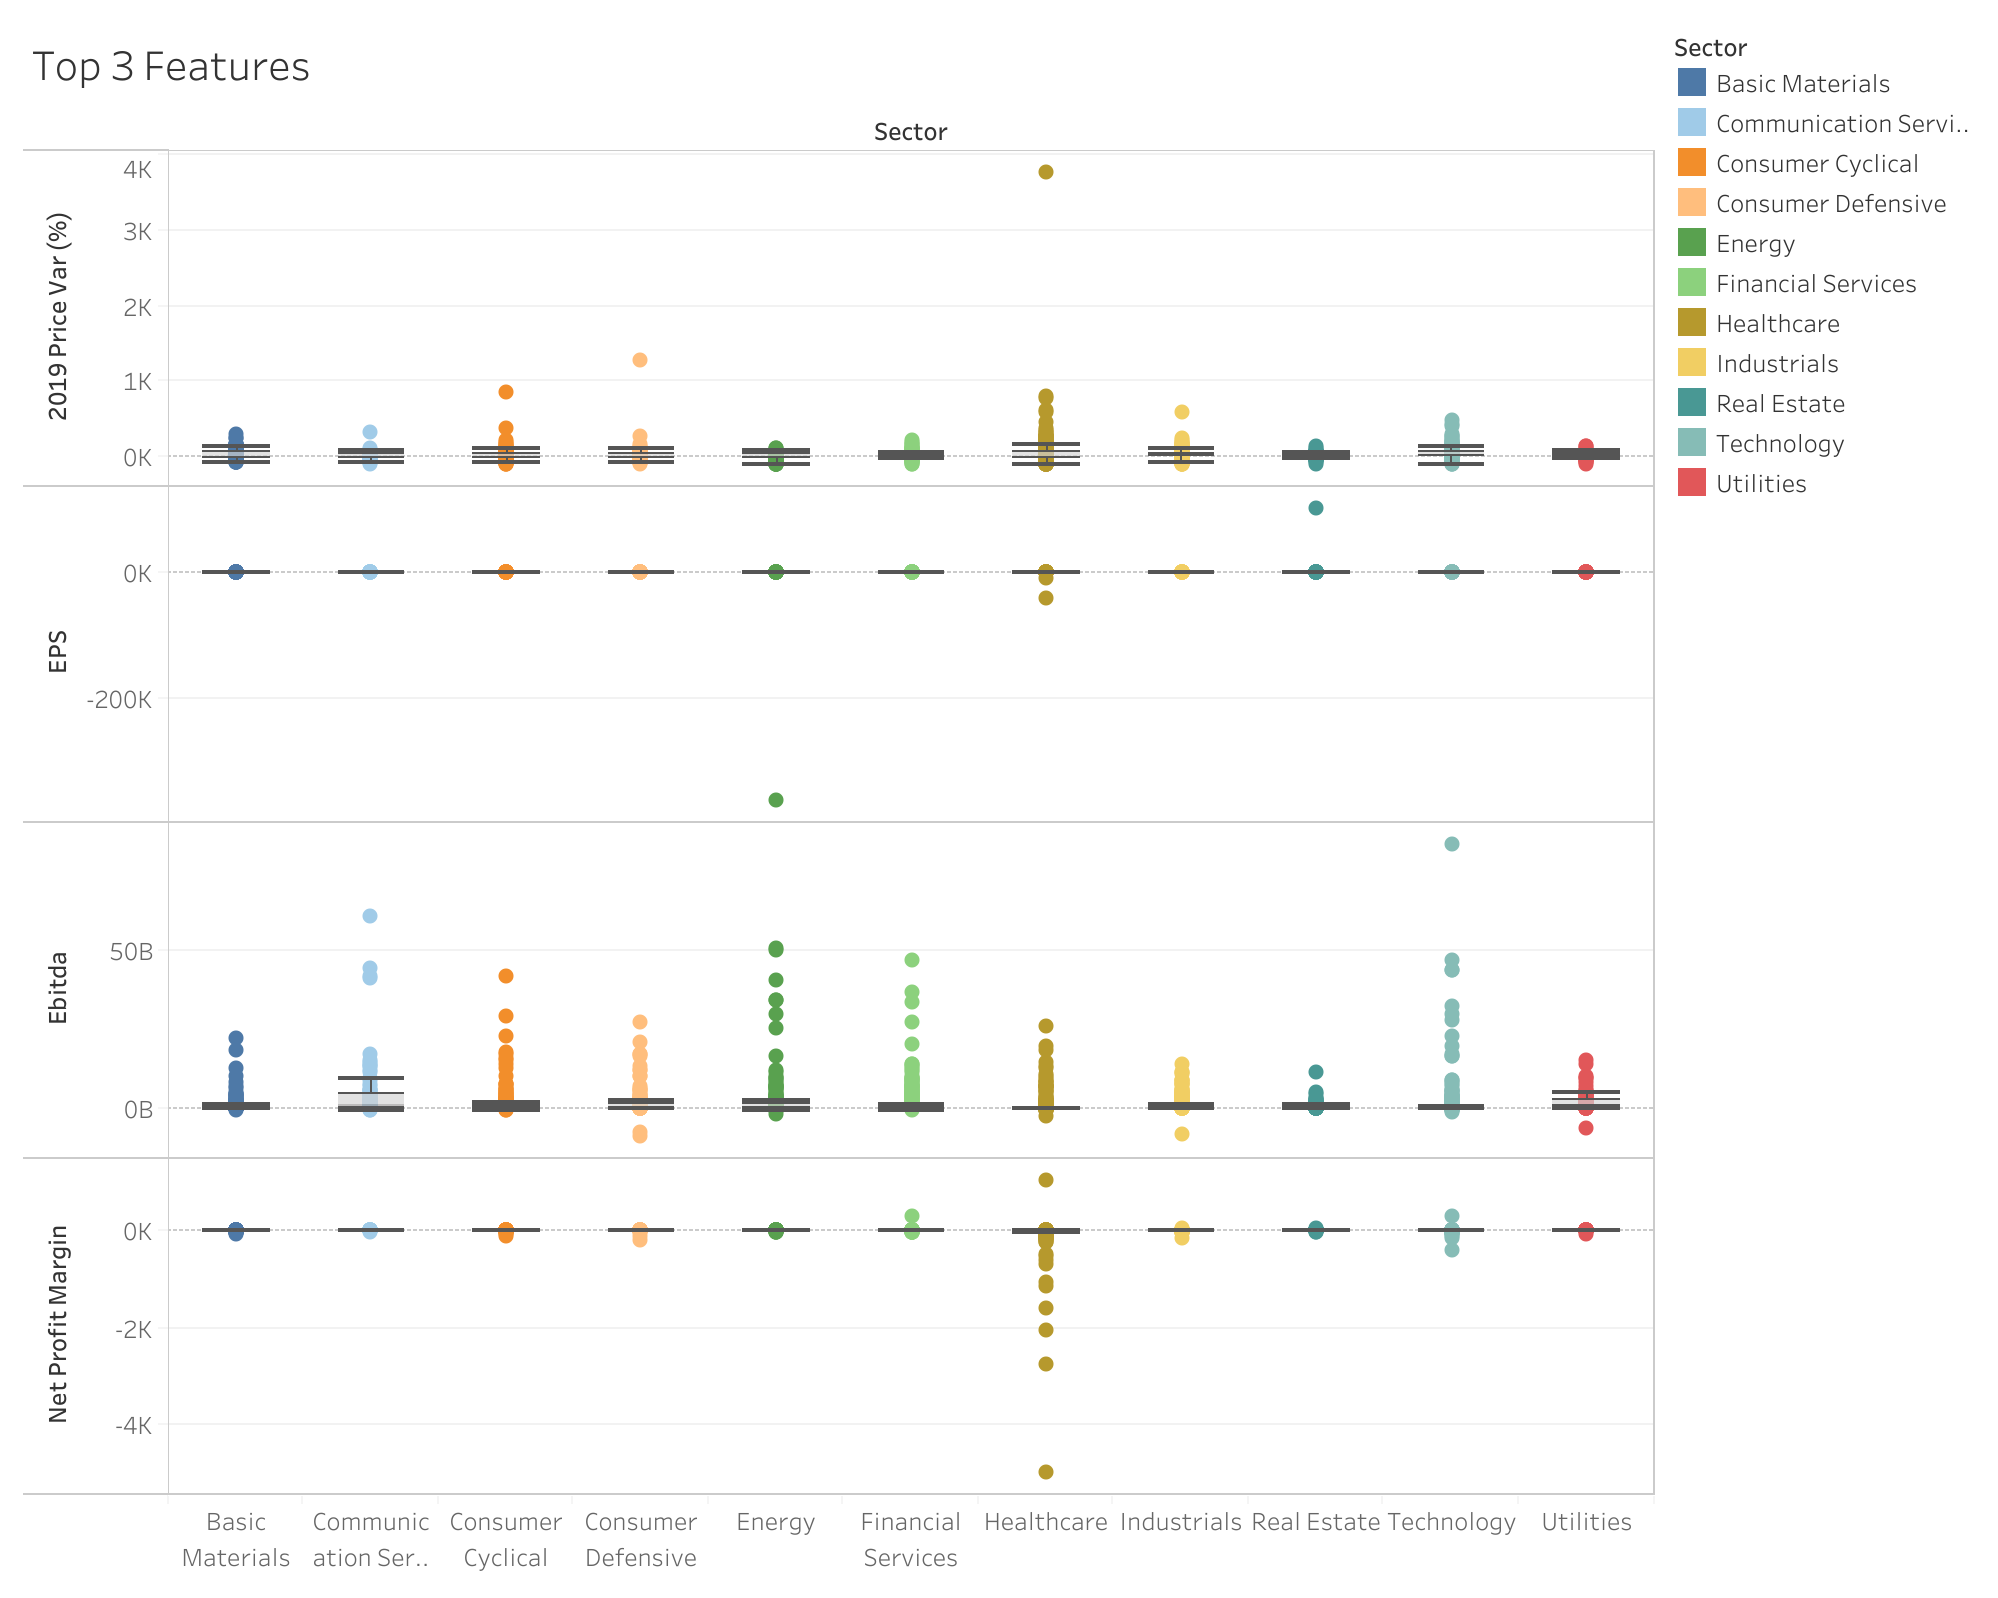 Top 3 Features
Sector
Basic Materials
Communication Servi..
Consumer Cyclical
Consumer Defensive
Energy
Financial Services
Healthcare
Industrials
Real Estate
Technology
Utilities
Sector
2019 Price Var (%)
4K
3K
2K
1K
0K
EPS
0K
-200K
Ebitda
50B
0B
Net Profit Margin
0K
-2K
-4K
Basic
Materials
Communic
ation Ser..
Consumer
Cyclical
Consumer
Defensive
Energy
Financial
Services
Healthcare
Industrials
Real Estate
Technology
Utilities